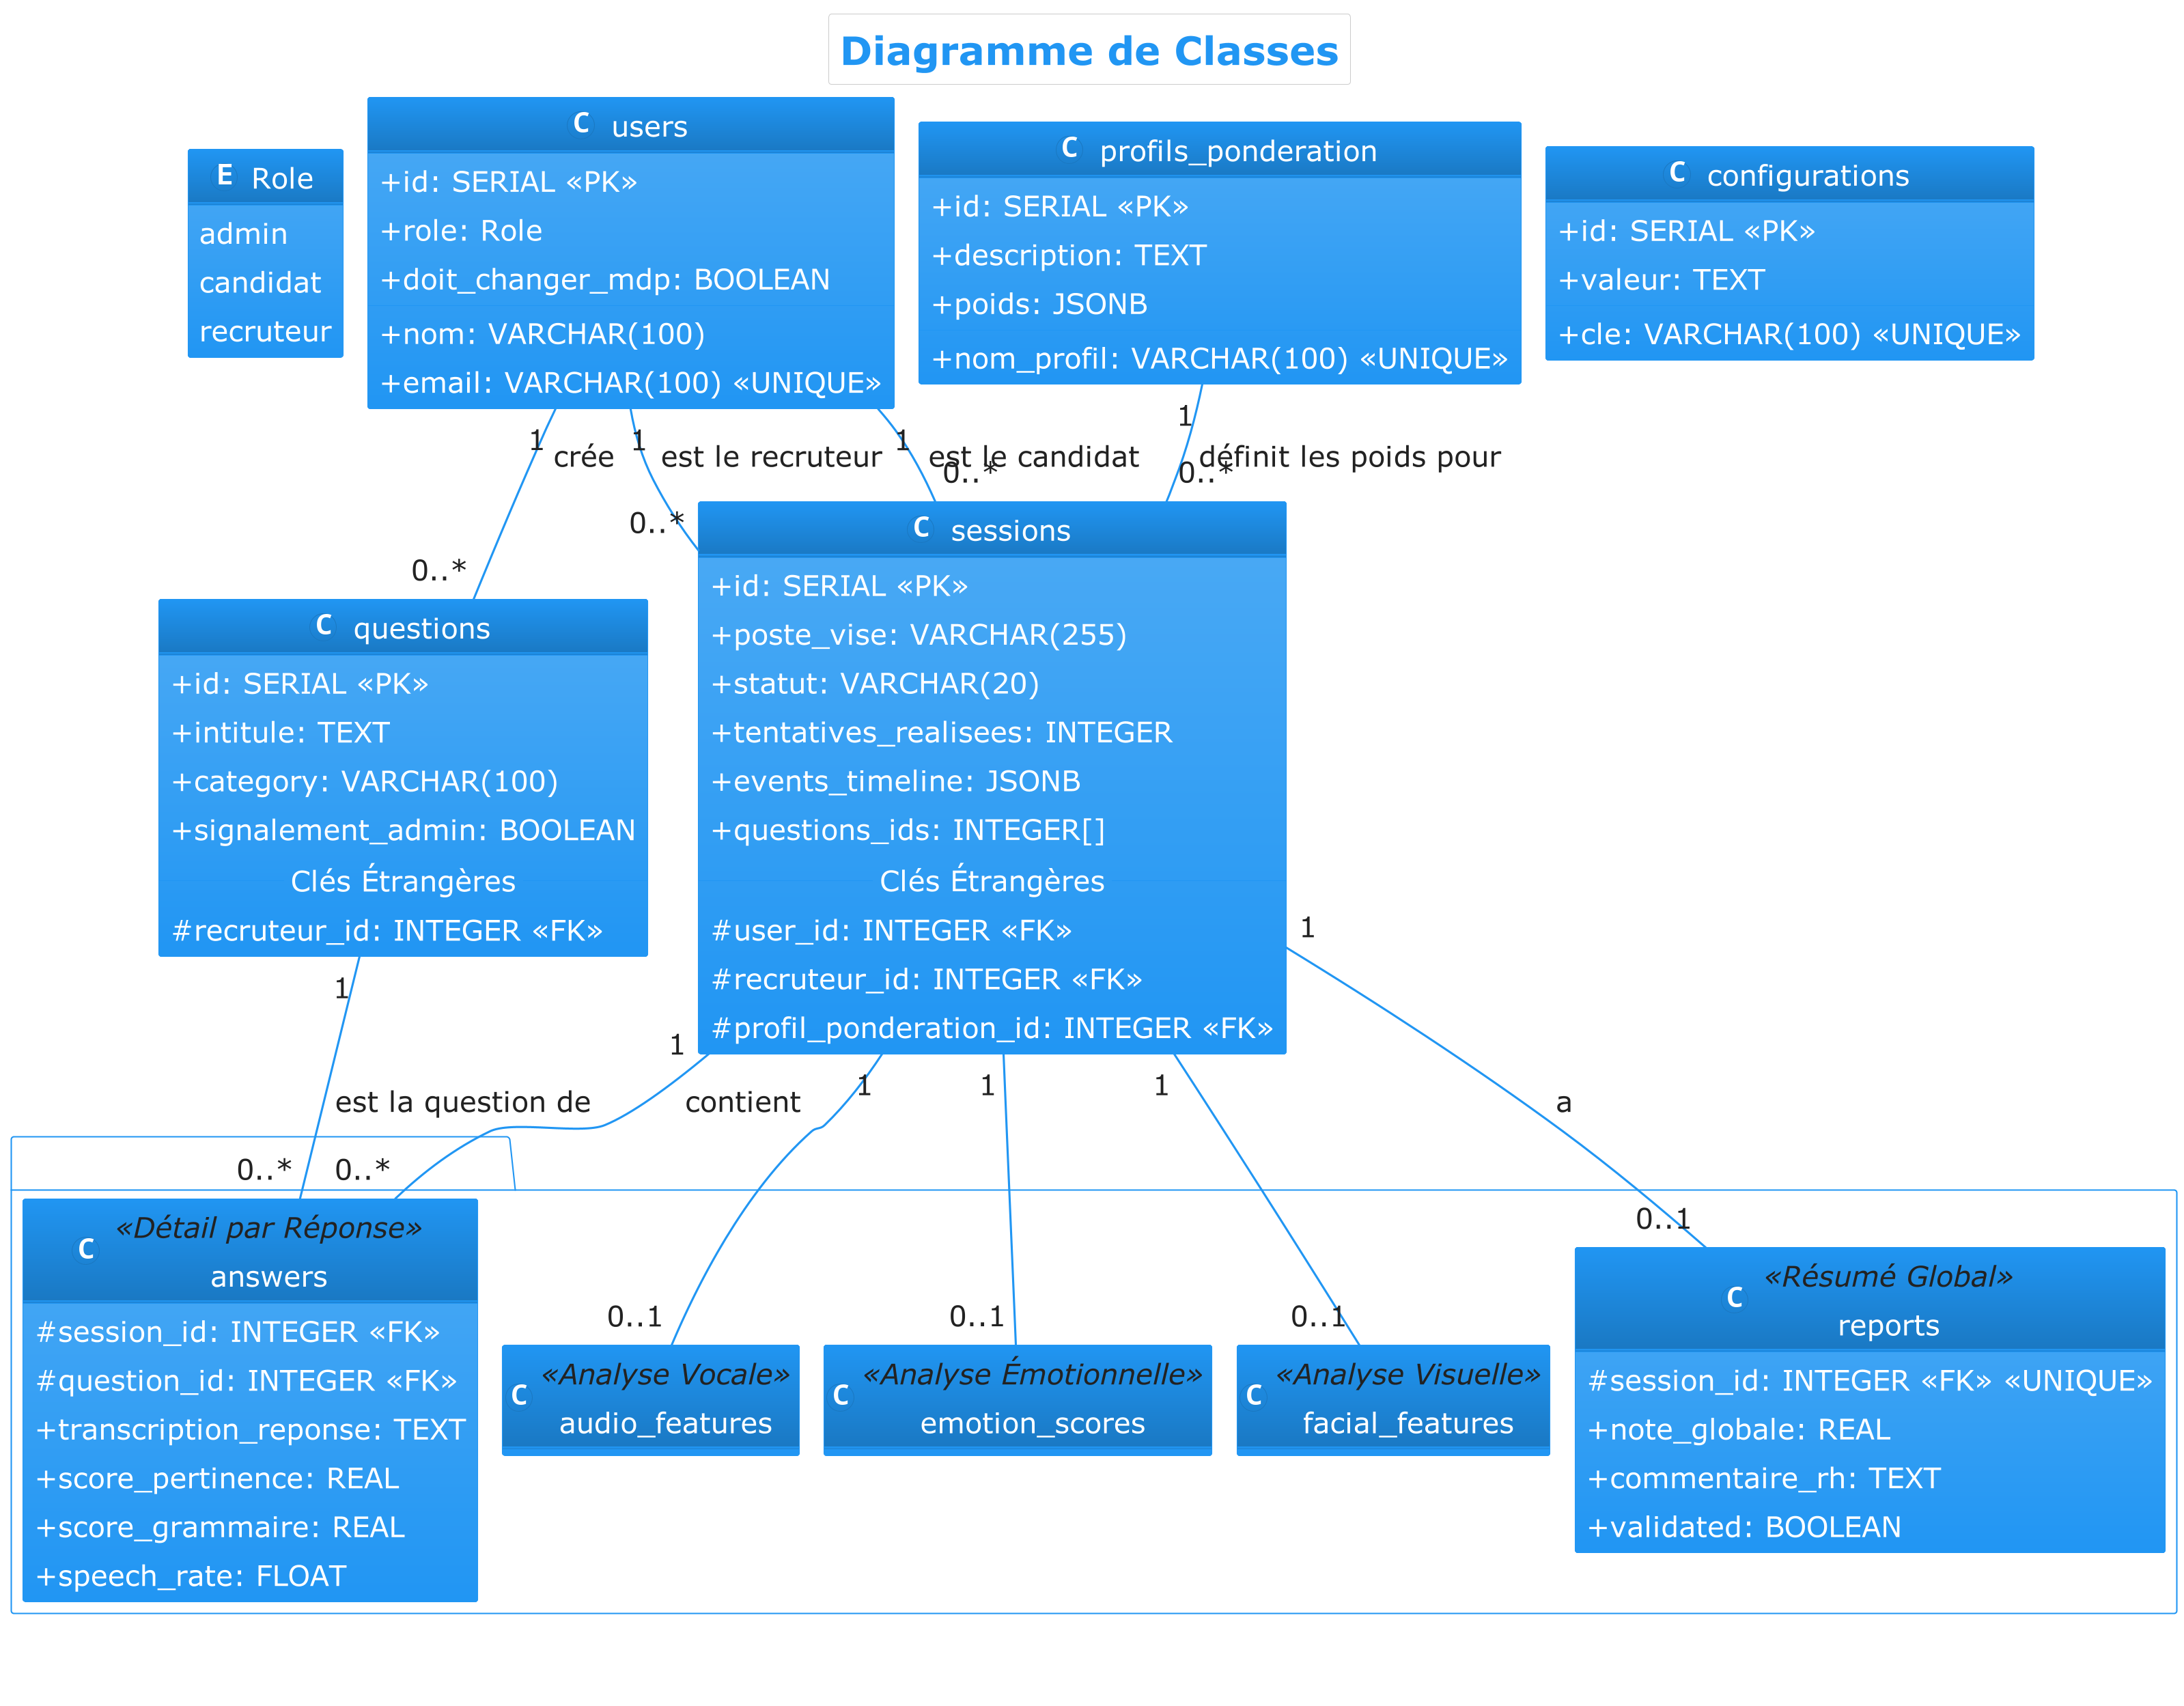 Diagramme de Classes
E Role
admin
candidat
recruteur
C users
+id: SERIAL «PK»
+role: Role
+doit_changer_mdp: BOOLEAN
+nom: VARCHAR(100)
+email: VARCHAR(100) «UNIQUE»
C profils_ponderation
+id: SERIAL «PK»
+description: TEXT
+poids: JSONB
+nom_profil: VARCHAR(100) «UNIQUE»
C configurations
+id: SERIAL «PK»
+valeur: TEXT
+cle: VARCHAR(100) «UNIQUE»
1
crée
0..*
1
est le recruteur
0..*
1
est le candidat
0..*
1
définit les poids pour
0..*
C questions
+id: SERIAL «PK»
+intitule: TEXT
+category: VARCHAR(100)
+signalement_admin: BOOLEAN
Clés Étrangères
#recruteur_id: INTEGER «FK»
C sessions
+id: SERIAL «PK»
+poste_vise: VARCHAR(255)
+statut: VARCHAR(20)
+tentatives_realisees: INTEGER
+events_timeline: JSONB
+questions_ids: INTEGER[]
Clés Étrangères
#user_id: INTEGER «FK»
#recruteur_id: INTEGER «FK»
#profil_ponderation_id: INTEGER «FK»
1
est la question de
0..*
1
contient
0..*
1
0..1
1
0..1
1
0..1
1
a
0..1
«Détail par Réponse»
C answers
#session_id: INTEGER «FK»
#question_id: INTEGER «FK»
+transcription_reponse: TEXT
+score_pertinence: REAL
+score_grammaire: REAL
+speech_rate: FLOAT
«Analyse Vocale»
C audio_features
«Analyse Émotionnelle»
C emotion_scores
«Analyse Visuelle»
C facial_features
«Résumé Global»
C reports
#session_id: INTEGER «FK» «UNIQUE»
+note_globale: REAL
+commentaire_rh: TEXT
+validated: BOOLEAN